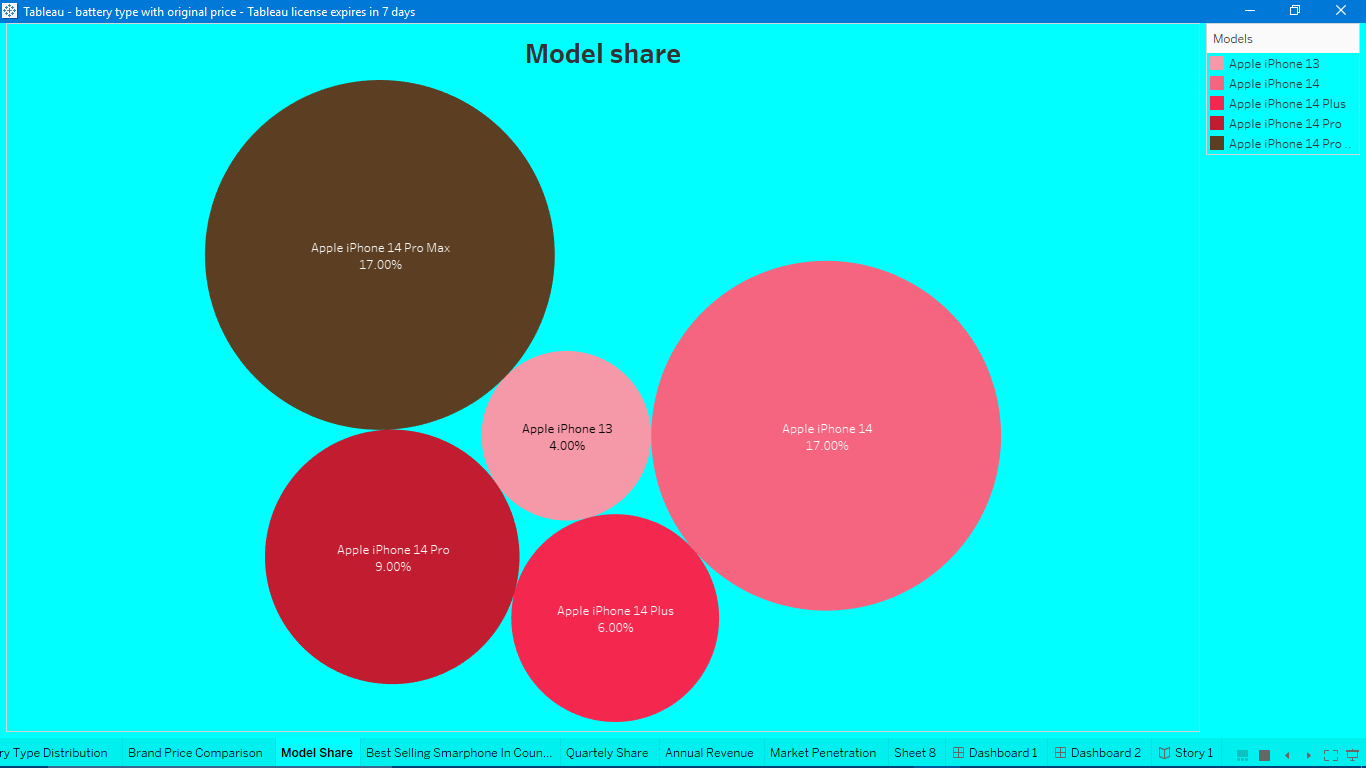 Tableau - battery type with original price - Tableau license expires in 7 days
Model share
Models
Apple iPhone 13
Apple iPhone 14
Apple iPhone 14 Plus
Apple iPhone 14 Pro
Apple iPhone 14 Pro ..
Apple iPhone 14 Pro Max
17.00%
Apple iPhone 13
4.00%
Apple iPhone 14
17.00%
Apple iPhone 14 Pro
9.00%
Apple iPhone 14 Plus
6.00%
ry Type Distribution
Brand Price Comparison
Model Share
Best Selling Smarphone In Coun...
Quartely Share
Annual Revenue
Market Penetration
Sheet 8
Dashboard 1
Dashboard 2
Story 1